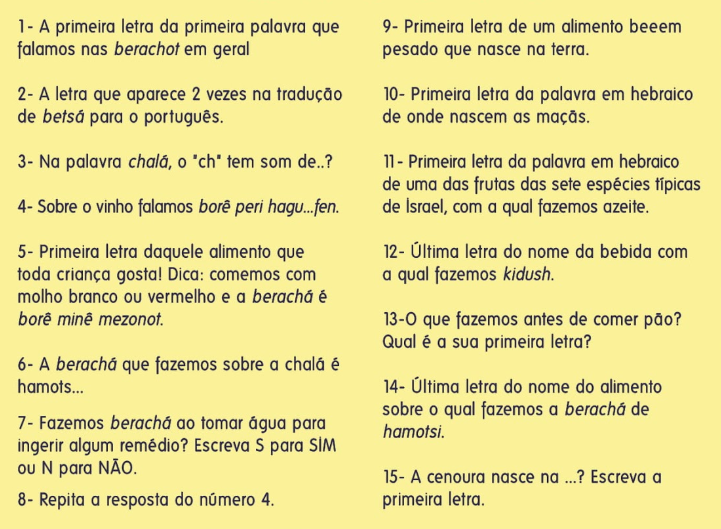 1- A primeira letra da primeira palavra que
falamos nas berachot em geral
2- A letra que aparece 2 vezes na tradução
de betsá para o português.
3- Na palavra chalá, o "ch" tem som de..?
4- Sobre o vinho falamos borê peri hagu...fen.
5- Primeira letra daquele alimento que
toda criança gosta! Dica: comemos com
molho branco ou vermelho e a berachá é
borê minê mezonot.
6- A berachá que fazemos sobre a chalá é
hamots...
7- Fazemos berachá ao tomar água para
ingerir algum remédio? Escreva S para SIM
ou N para NÃO.
8- Repita a resposta do número 4.
9- Primeira letra de um alimento beeem
pesado que nasce na terra.
10- Primeira letra da palavra em hebraico
de onde nascem as maçãs.
11- Primeira letra da palavra em hebraico
de uma das frutas das sete espécies típicas
de Israel, com a qual fazemos azeite.
12- Última letra do nome da bebida com
a qual fazemos kidush.
13-O que fazemos antes de comer pão?
Qual é a sua primeira letra?
14- Última letra do nome do alimento
sobre o qual fazemos a berachá de
hamotsi.
15- A cenoura nasce na ...? Escreva a
primeira letra.